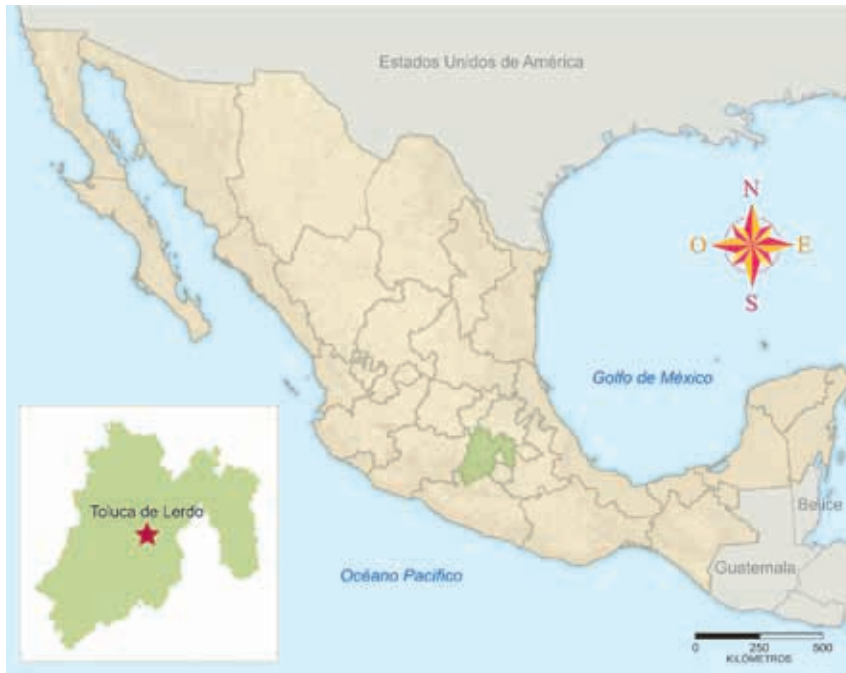 Estados Unidos de América
N
O
E
S
Golfo de México
Toluca de Lerdo
Belice
Océano Pacífico
Guatemala
0 250 500
KILÓMETROS